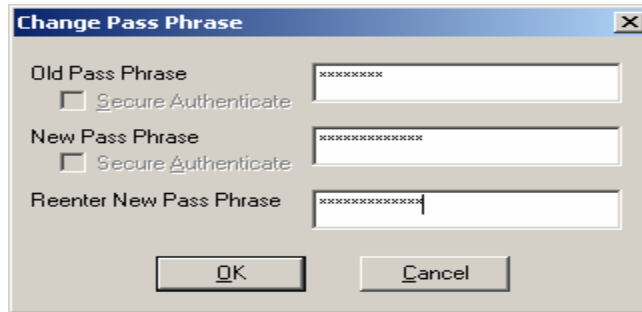 Change Pass Phrase
Old Pass Phrase
********
Secure Authenticate
New Pass Phrase
*************
Secure Authenticate
Reenter New Pass Phrase
*************
OK
Cancel